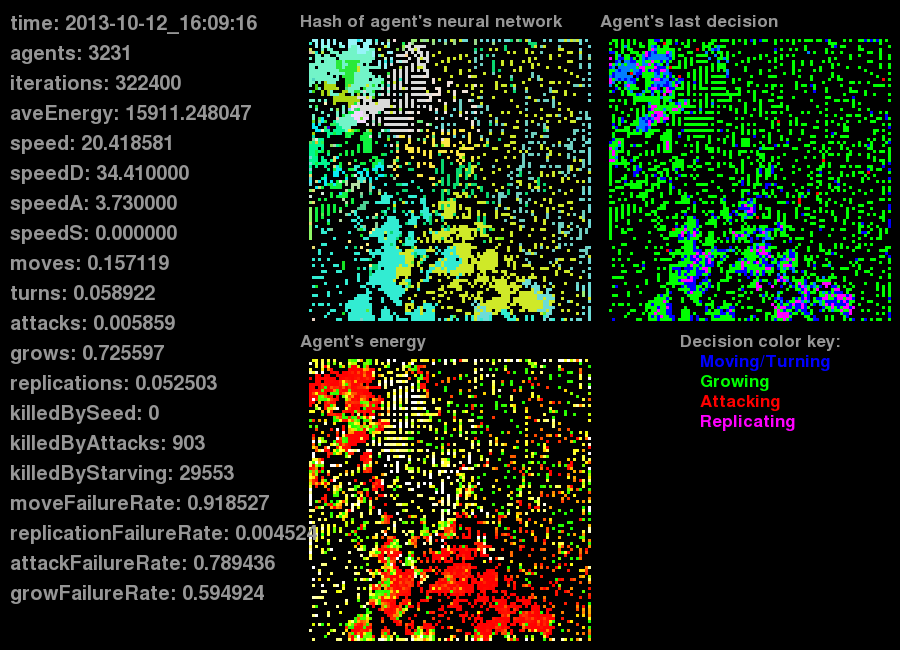 time: 2013-10-12_16:09:16
agents: 3231
iterations: 322400
aveEnergy: 15911.248047
speed: 20.418581
speedD: 34.410000
speedA: 3.730000
speedS: 0.000000
moves: 0.157119
turns: 0.058922
attacks: 0.005859
grows: 0.725597
replications: 0.052503
killedBySeed: 0
killedByAttacks: 903
killedByStarving: 29553
moveFailureRate: 0.918527
replicationFailureRate: 0.004524
attackFailureRate: 0.789436
growFailureRate: 0.594924
Hash of agent's neural network
Agent's last decision
Agent's energy
Decision color key:
Moving/Turning
Growing
Attacking
Replicating